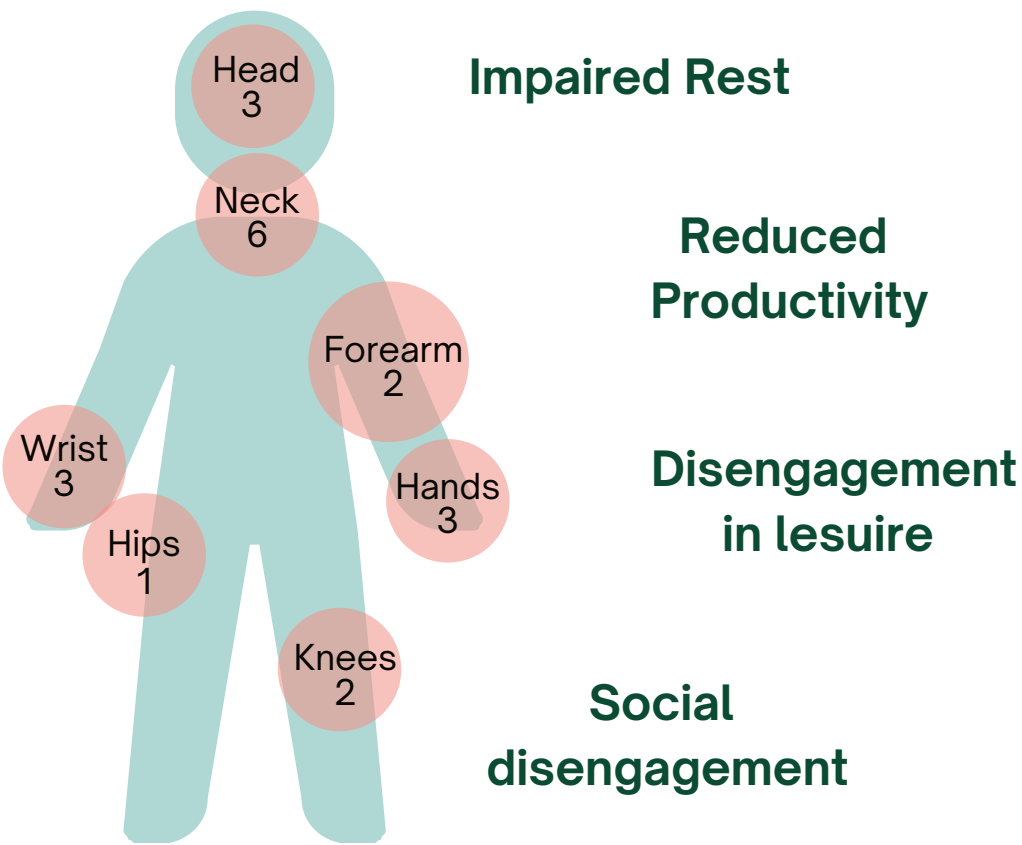 Head
3
Neck
6
Forearm
2
Wrist
3
Hands
3
Hips
1
Knees
2
Impaired Rest
Reduced
Productivity
Disengagement
in lesuire
Social
disengagement